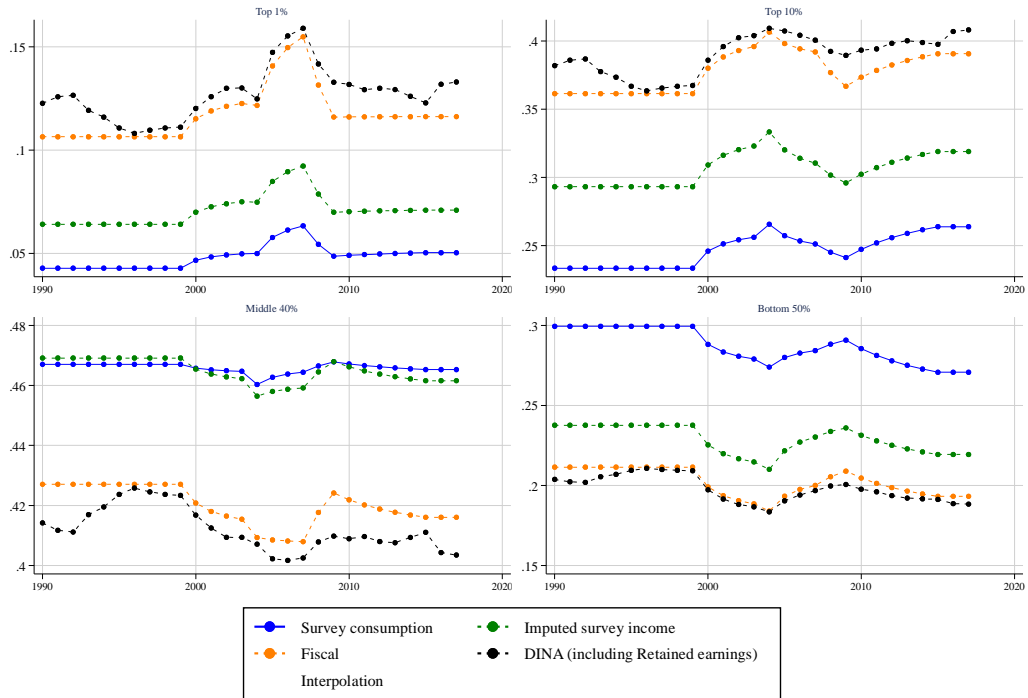 Top 1%
.15
.1
.05
1990 2000 2010 2020
Top 10%
.4
.35
.3
.25
1990 2000 2010 2020
Middle 40%
.48
.46
.44
.42
.4
1990 2000 2010 2020
Bottom 50%
.3
.25
.2
.15
1990 2000 2010 2020
Survey consumption Imputed survey income
Fiscal DINA (including Retained earnings)
Interpolation